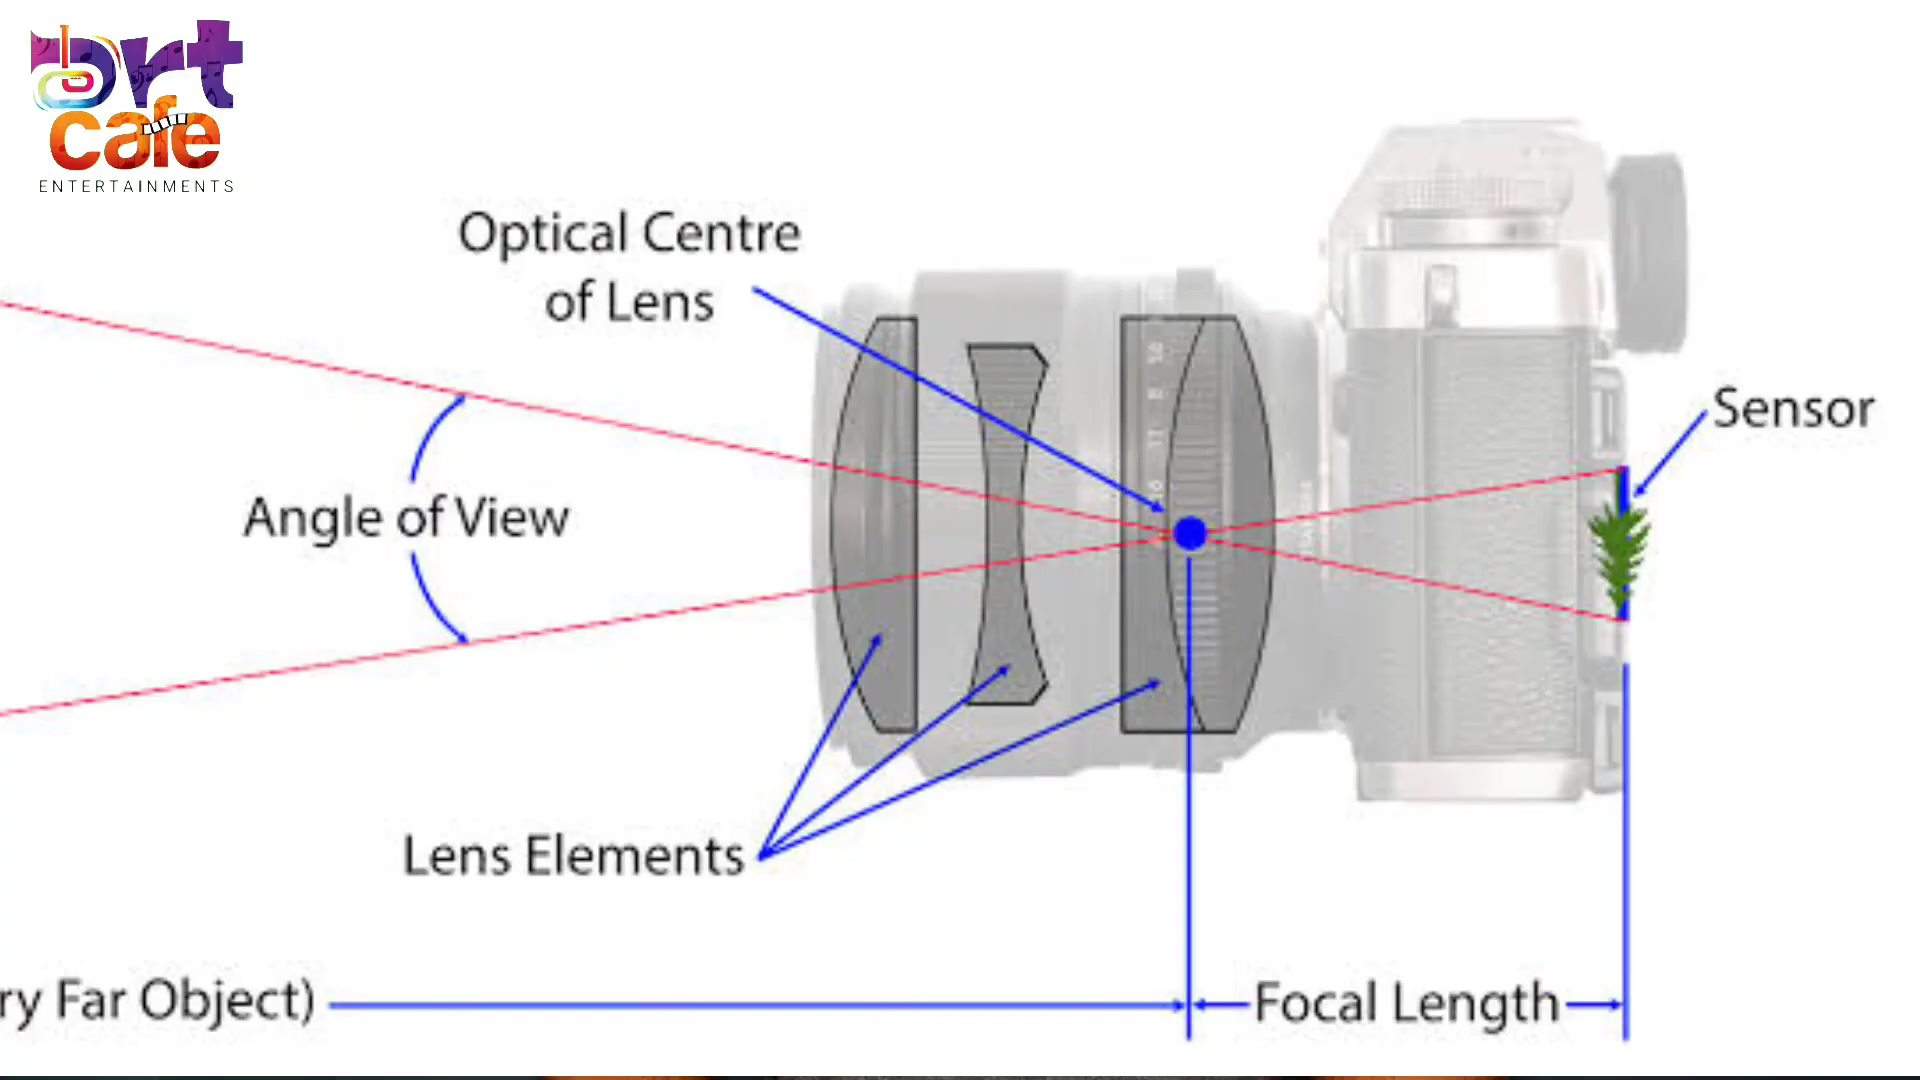 art
cafe
ENTERTAINMENTS
Optical Centre
of Lens
Sensor
Angle of View
Lens Elements
ry Far Object)
Focal Length